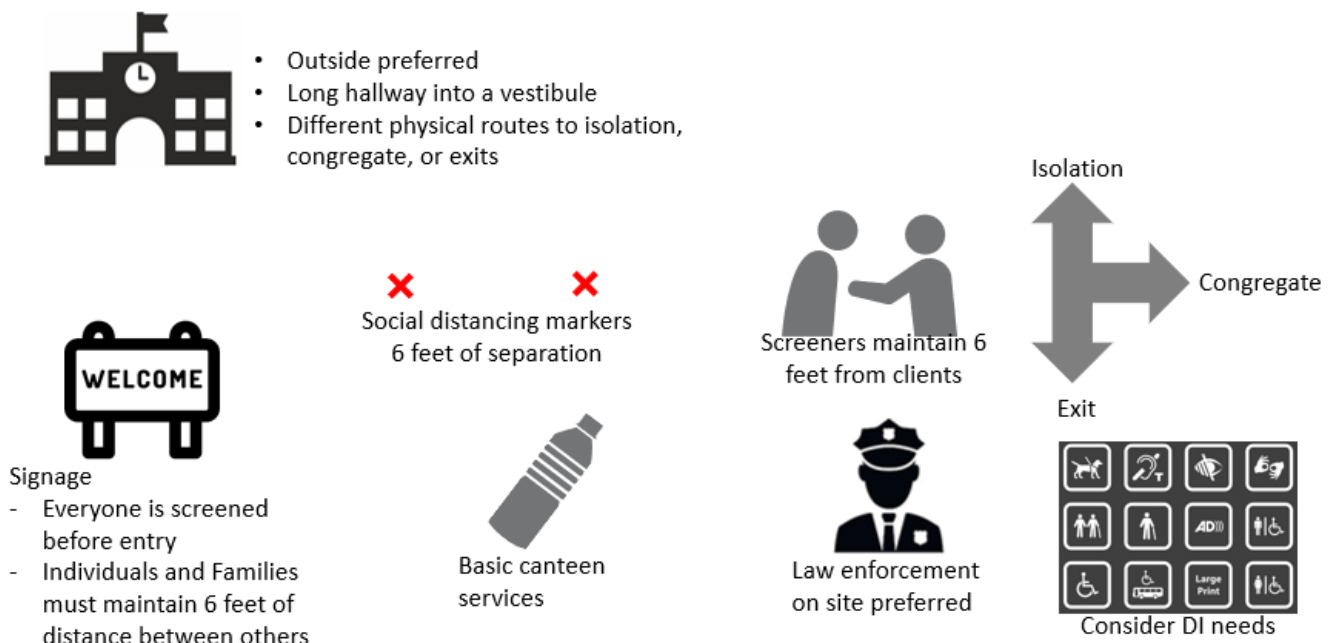 • Outside preferred
• Long hallway into a vestibule
• Different physical routes to isolation,
congregate, or exits
Isolation
Congregate
Exit
Social distancing markers
6 feet of separation
Screeners maintain 6
feet from clients
WELCOME
Signage
- Everyone is screened
before entry
- Individuals and Families
must maintain 6 feet of
distance between others
Basic canteen
services
Law enforcement
on site preferred
T
AD)))
Large
Print
Consider DI needs